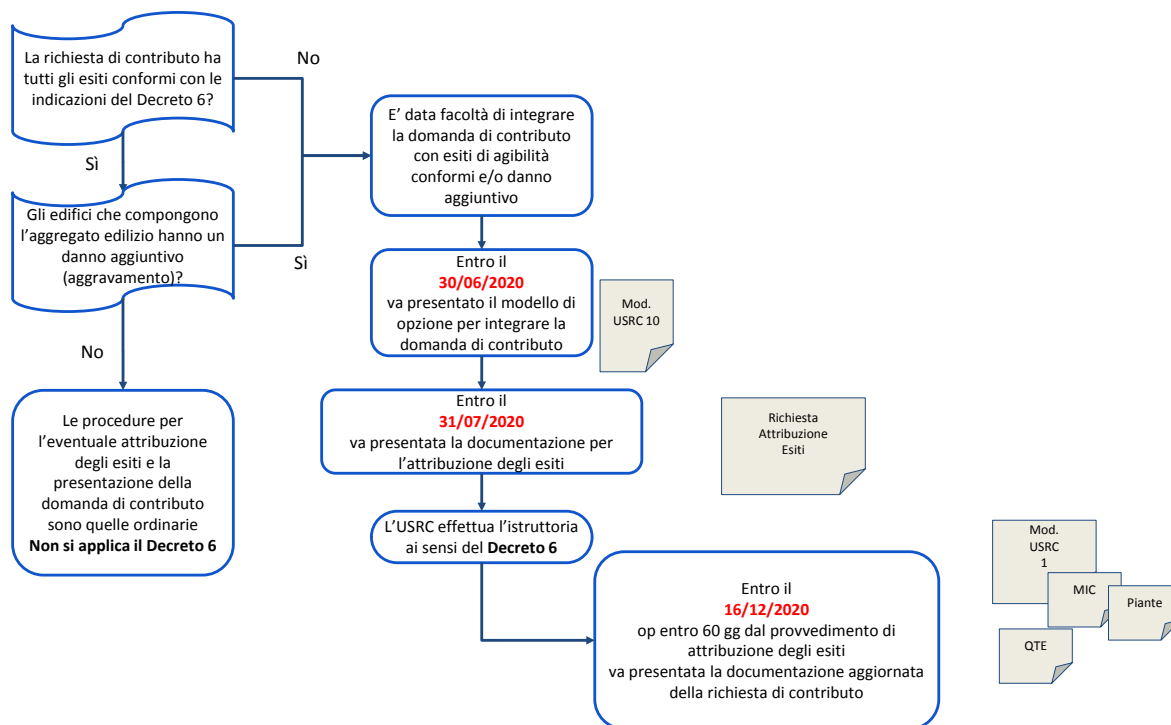 La richiesta di contributo ha
tutti gli esiti conformi con le
indicazioni del Decreto 6?
No
Sì
Gli edifici che compongono
l'aggregato edilizio hanno un
danno aggiuntivo
(aggravamento)?
Sì
No
Le procedure per
l'eventuale attribuzione
degli esiti e la
presentazione della
domanda di contributo
sono quelle ordinarie
Non si applica il Decreto 6
E' data facoltà di integrare
la domanda di contributo
con esiti di agibilità
conformi e/o danno
aggiuntivo
Entro il
30/06/2020
va presentato il modello di
opzione per integrare la
domanda di contributo
Mod.
USRC 10
Entro il
31/07/2020
va presentata la documentazione per
l'attribuzione degli esiti
Richiesta
Attribuzione
Esiti
L'USRC effettua l'istruttoria
ai sensi del Decreto 6
Entro il
16/12/2020
op entro 60 gg dal provvedimento di
attribuzione degli esiti
va presentata la documentazione aggiornata
della richiesta di contributo
Mod.
USRC
1
MIC
Piante
QTE